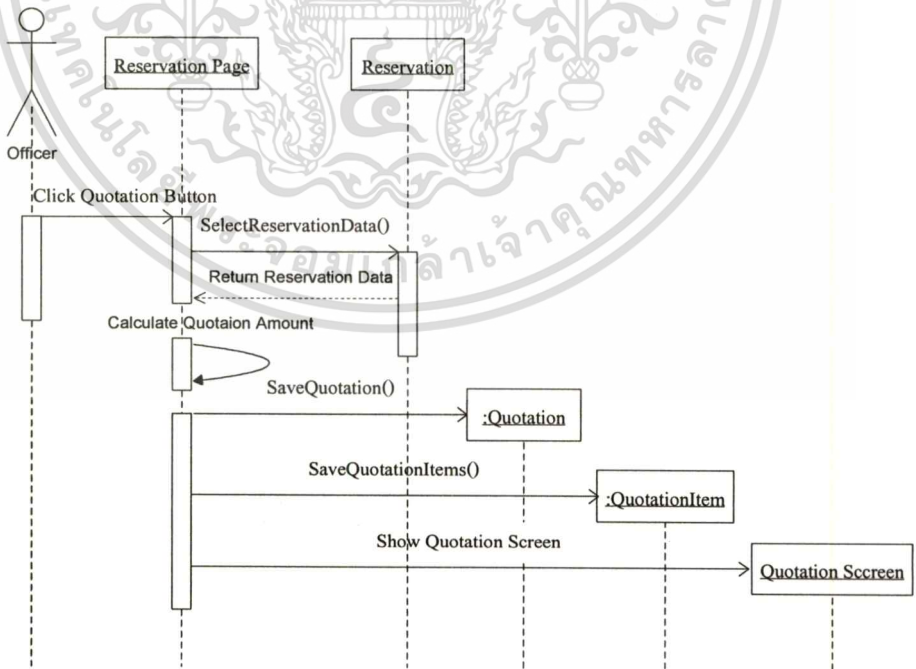 Reservation Page
Reservation
Officer
Click Quotation Button
SelectReservationData()
Return Reservation Data
Calculate Quotaion Amount
SaveQuotation()
:Quotation
SaveQuotationItems()
:QuotationItem
Show Quotation Screen
Quotation Sccreen